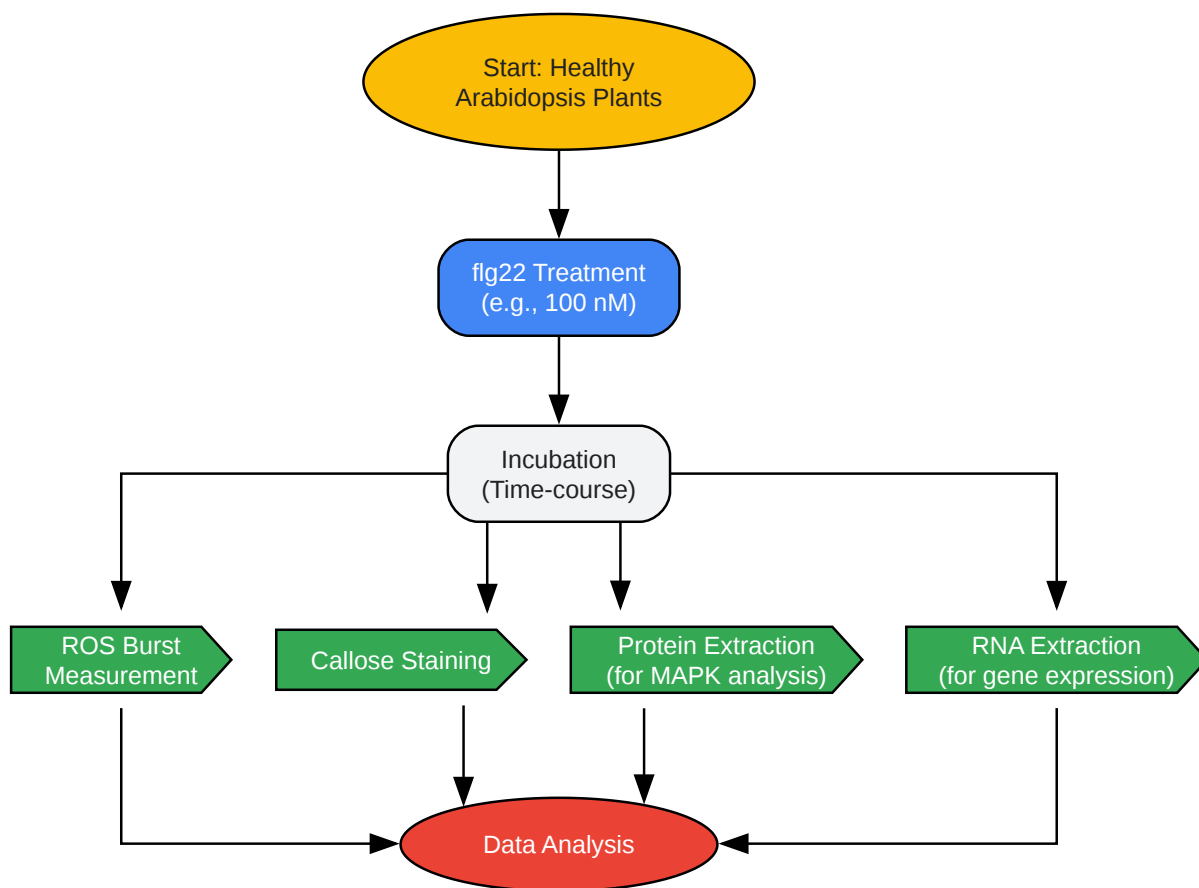 Start: Healthy
Arabidopsis Plants
flg22 Treatment
(e.g., 100 nM)
Incubation
(Time-course)
ROS Burst
Measurement
Callose Staining
Protein Extraction
(for MAPK analysis)
RNA Extraction
(for gene expression)
Data Analysis